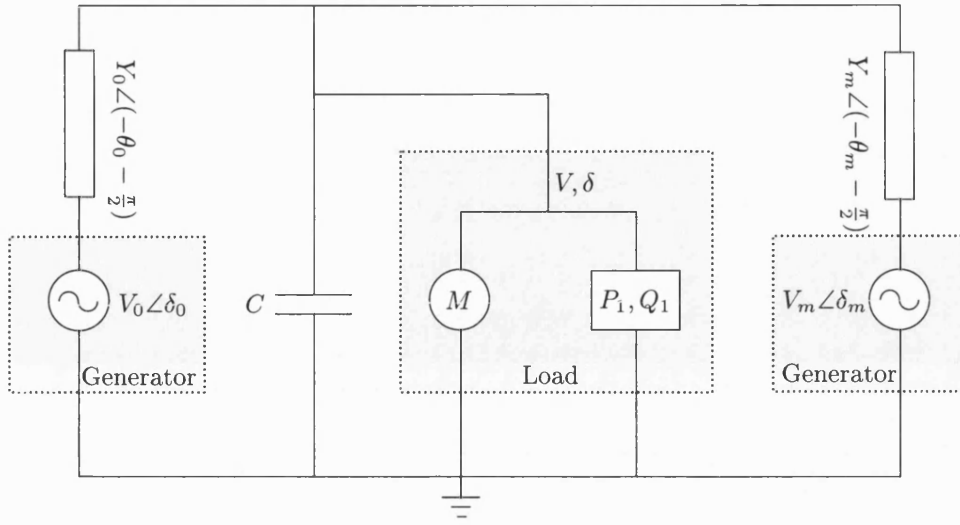 Y₀∠(−θ₀ − π/2)
V₀∠δ₀
Generator
C
V, δ
M
P₁, Q₁
Load
Yₘ∠(−θₘ − π/2)
Vₘ∠δₘ
Generator